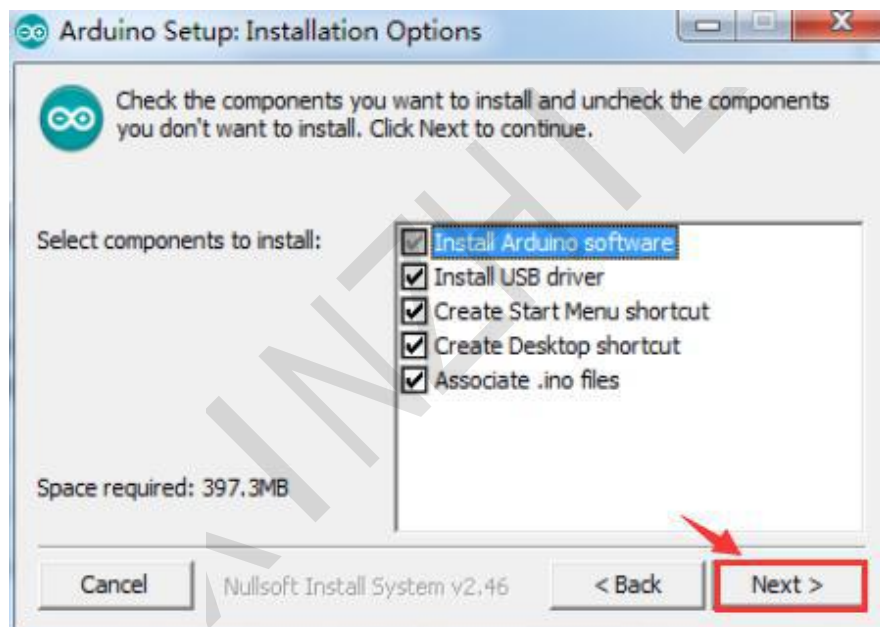 Arduino Setup: Installation Options
Check the components you want to install and uncheck the components
you don't want to install. Click Next to continue.
Select components to install:
Install Arduino software
Install USB driver
Create Start Menu shortcut
Create Desktop shortcut
Associate .ino files
Space required: 397.3MB
Cancel
Nullsoft Install System v2.46
< Back
Next >